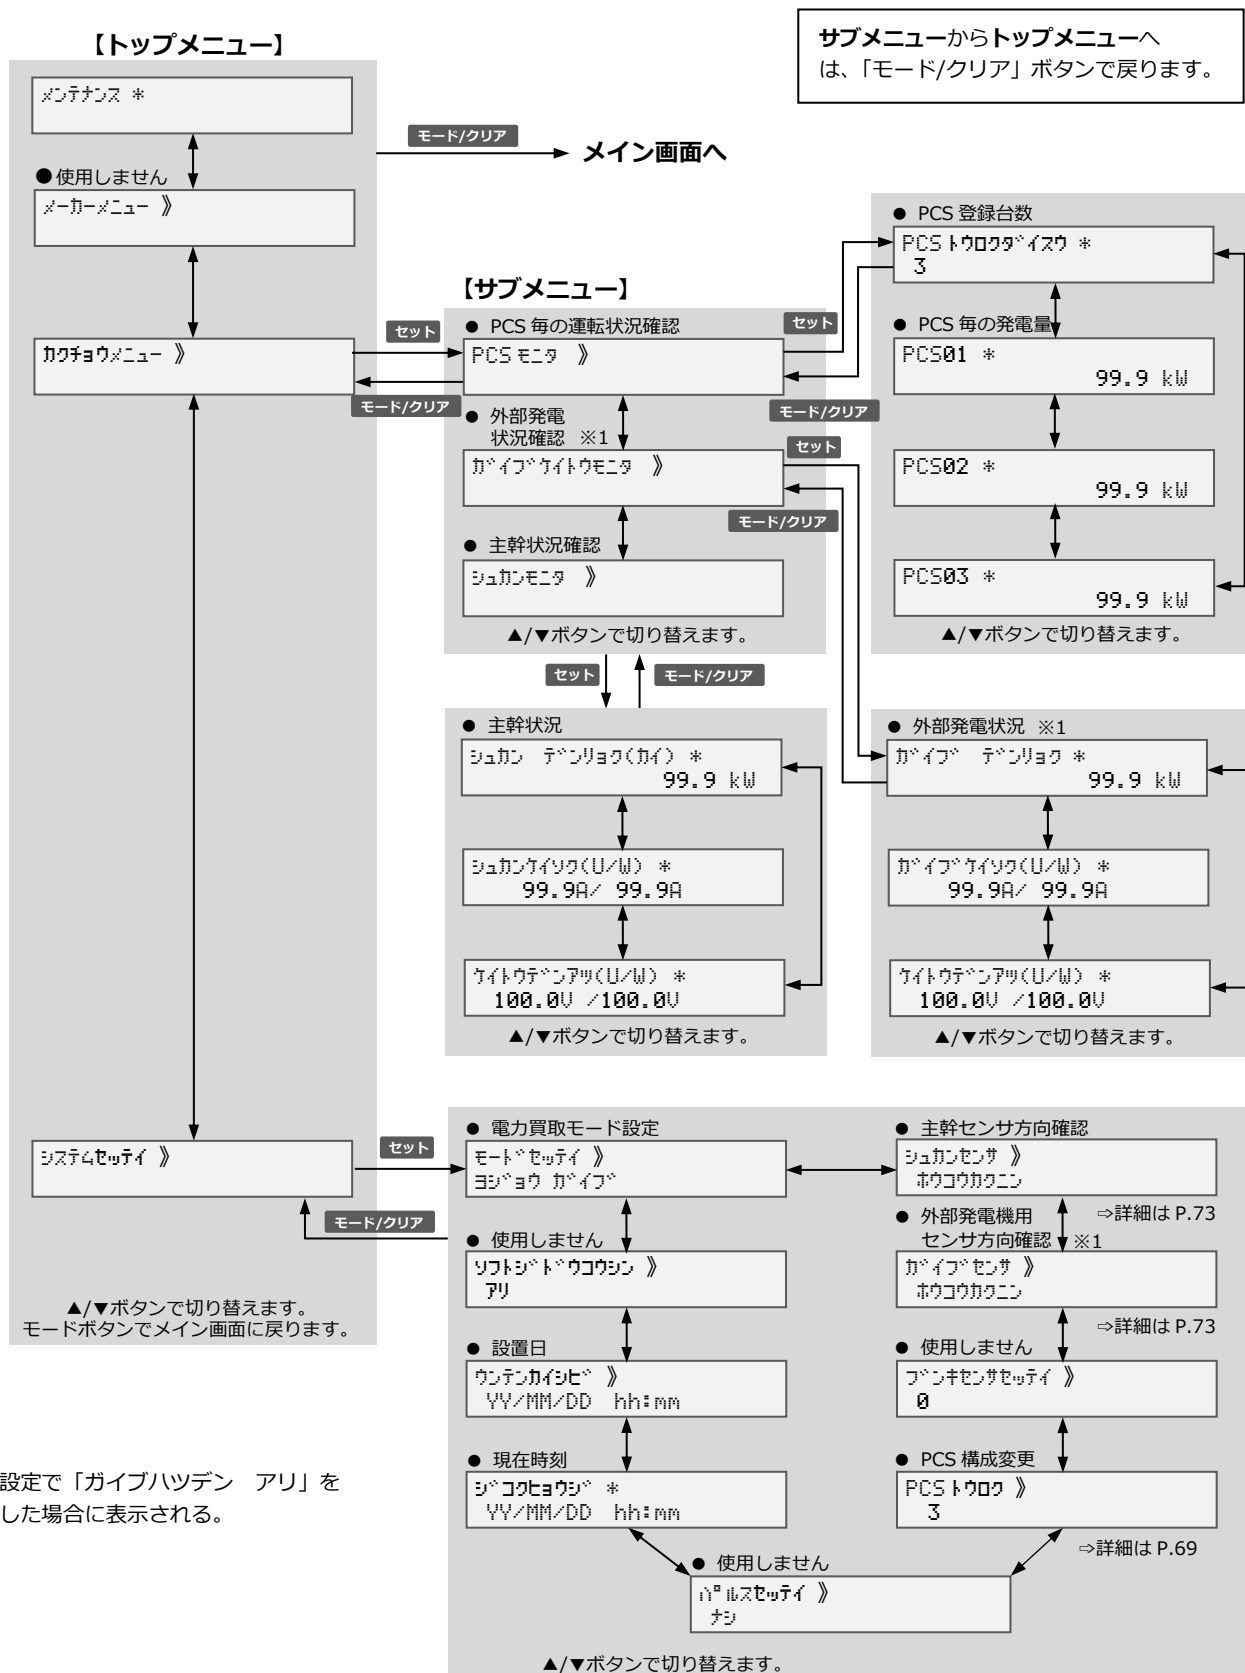 サブメニューからトップメニューへ
は、「モード/クリア」ボタンで戻ります。
【トップメニュー】
メンテナンス *
モード/クリア
メイン画面へ
●使用しません
メーカーメニュー 》
カクチョウメニュー 》
セット
モード/クリア
【サブメニュー】
● PCS 毎の運転状況確認
PCS モニタ 》
セット
モード/クリア
● 外部発電
状況確認 ※1
ガイブケイトウモニタ 》
セット
モード/クリア
● 主幹状況確認
シュカンモニタ 》
▲/▼ボタンで切り替えます。
● PCS 登録台数
PCS トウロクダイスウ *
3
● PCS 毎の発電量
PCS01 *
99.9 kW
PCS02 *
99.9 kW
PCS03 *
99.9 kW
▲/▼ボタンで切り替えます。
セット
モード/クリア
● 主幹状況
シュカン デンリョク(カイ) *
99.9 kW
シュカンケイソク(U/W) *
99.9A/ 99.9A
ケイトウデンアツ(U/W) *
100.0V /100.0V
▲/▼ボタンで切り替えます。
● 外部発電状況 ※1
ガイブ デンリョク *
99.9 kW
ガイブケイソク(U/W) *
99.9A/ 99.9A
ケイトウデンアツ(U/W) *
100.0V /100.0V
▲/▼ボタンで切り替えます。
システムセッテイ 》
セット
モード/クリア
▲/▼ボタンで切り替えます。
モードボタンでメイン画面に戻ります。
● 電力買取モード設定
モードセッテイ 》
ヨジョウ ガイブ
● 使用しません
ソフトジドウコウシン 》
アリ
● 設置日
ウンテンカイシビ 》
YY/MM/DD hh:mm
● 現在時刻
ジコクヒョウジ *
YY/MM/DD hh:mm
● 主幹センサ方向確認
シュカンセンサ 》
ホウコウカクニン
⇨詳細は P.73
● 外部発電機用
センサ方向確認 ※1
ガイブセンサ 》
ホウコウカクニン
⇨詳細は P.73
● 使用しません
ブンキセンサセッテイ 》
0
● PCS 構成変更
PCS トウロク 》
3
⇨詳細は P.69
● 使用しません
パルスセッテイ 》
ナシ
▲/▼ボタンで切り替えます。
設定で「ガイブハツデン アリ」を
した場合に表示される。